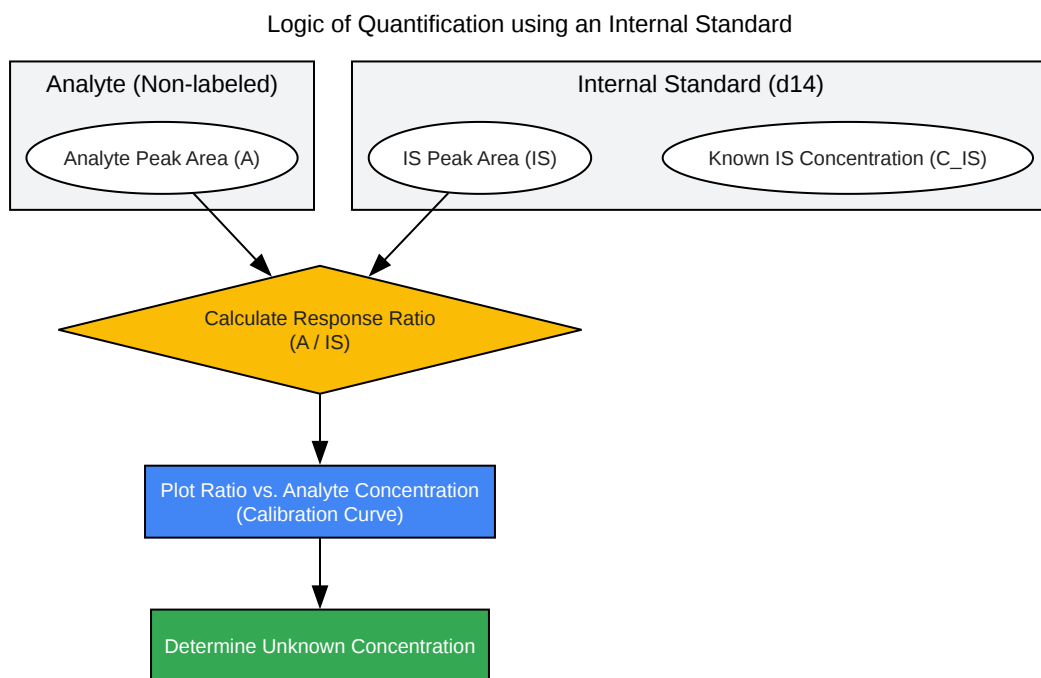 Logic of Quantification using an Internal Standard
Analyte (Non-labeled)
Internal Standard (d14)
Analyte Peak Area (A)
IS Peak Area (IS)
Known IS Concentration (C_IS)
Calculate Response Ratio
(A / IS)
Plot Ratio vs. Analyte Concentration
(Calibration Curve)
Determine Unknown Concentration